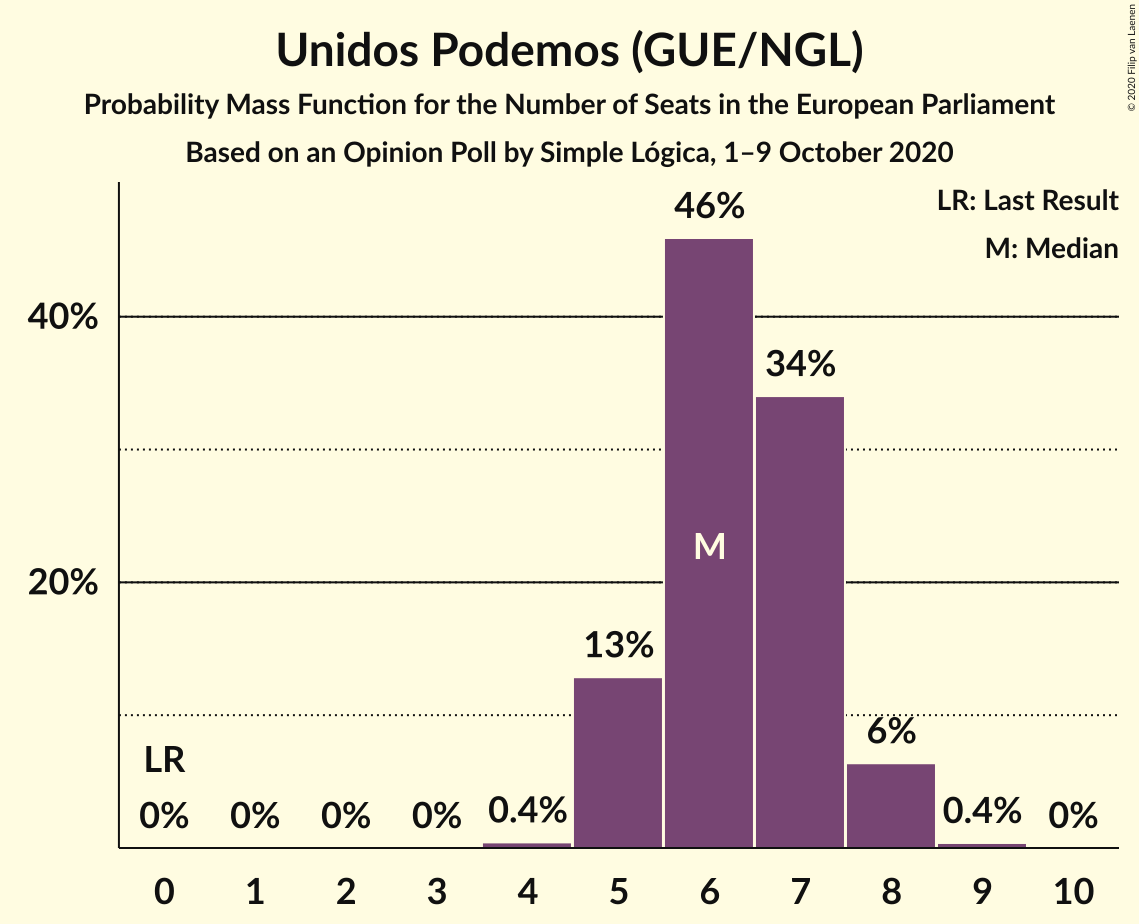 Unidos Podemos (GUE/NGL)
Probability Mass Function for the Number of Seats in the European Parliament
Based on an Opinion Poll by Simple Lógica, 1–9 October 2020
© 2020 Filip van Laenen
LR: Last Result
M: Median
46%
40%
34%
M
20%
13%
6%
LR
0% 0% 0% 0% 0.4% 0.4% 0%
0 1 2 3 4 5 6 7 8 9 10